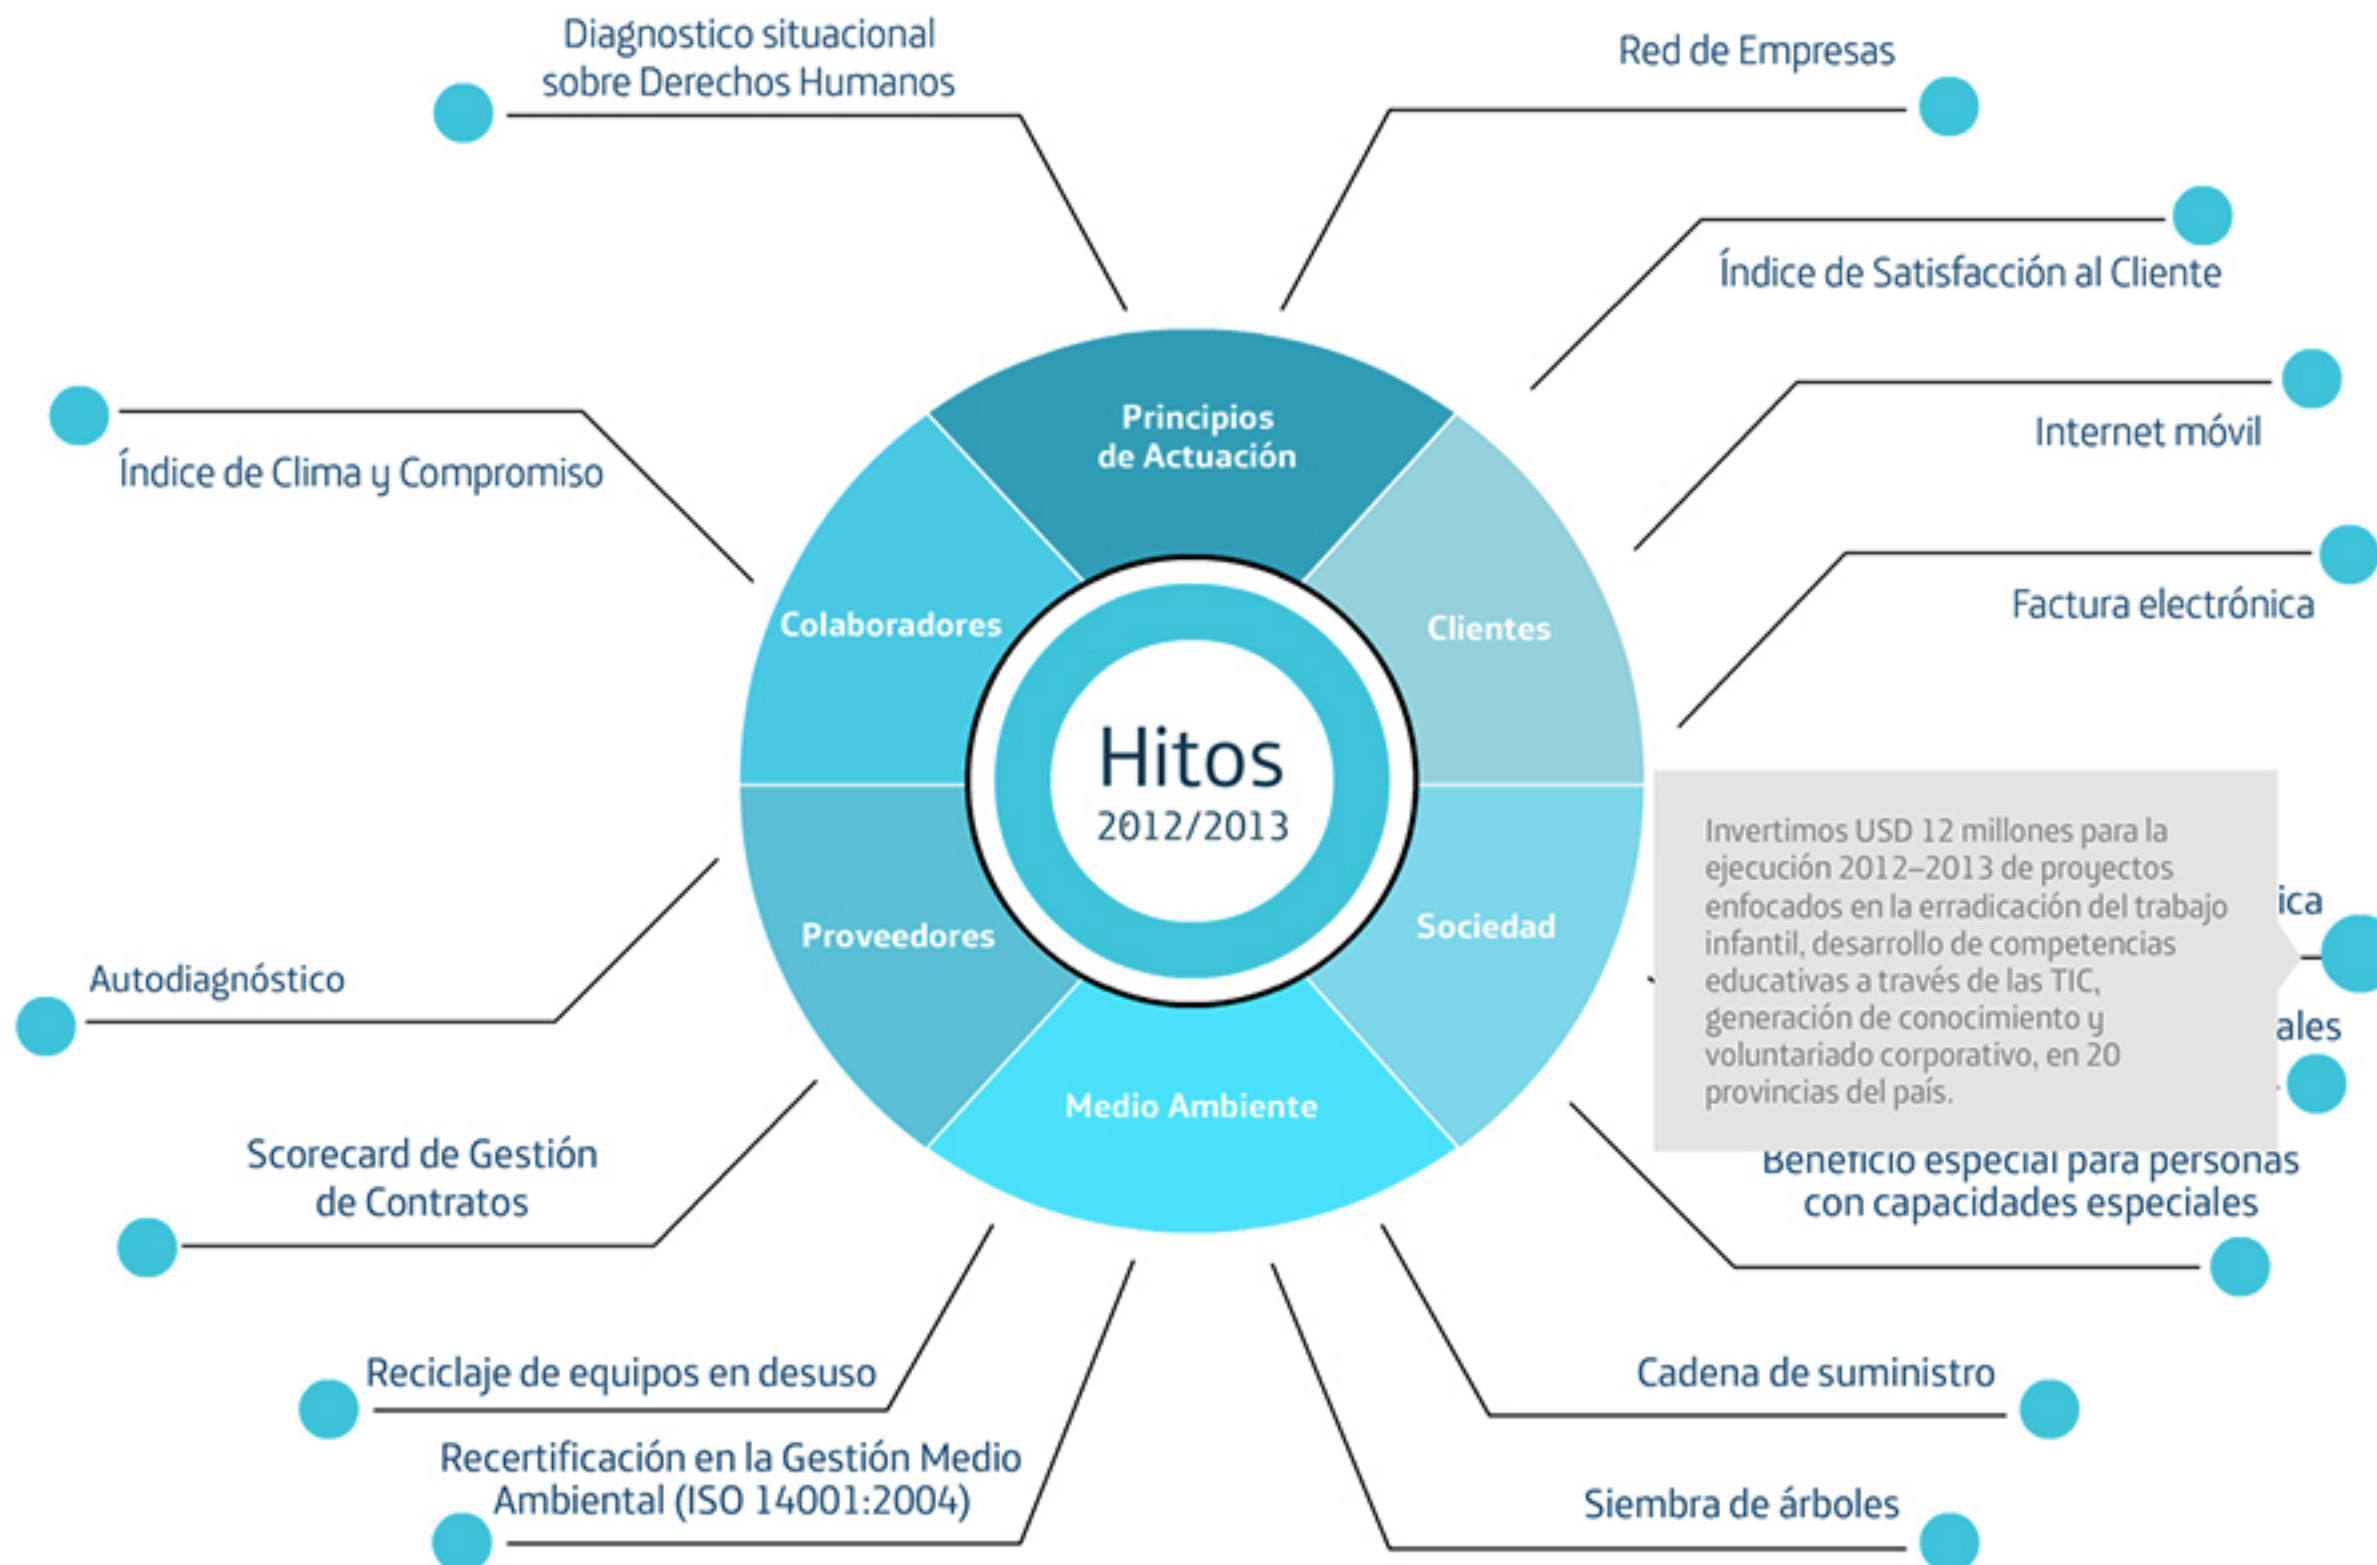 Diagnostico situacional
sobre Derechos Humanos
Red de Empresas
Índice de Satisfacción al Cliente
Internet móvil
Factura electrónica
Índice de Clima y Compromiso
Principios
de Actuación
Colaboradores
Clientes
Hitos
2012/2013
Proveedores
Sociedad
Medio Ambiente
Invertimos USD 12 millones para la
ejecución 2012–2013 de proyectos
enfocados en la erradicación del trabajo
infantil, desarrollo de competencias
educativas a través de las TIC,
generación de conocimiento y
voluntariado corporativo, en 20
provincias del país.
ica
ales
Beneficio especial para personas
con capacidades especiales
Autodiagnóstico
Scorecard de Gestión
de Contratos
Reciclaje de equipos en desuso
Recertificación en la Gestión Medio
Ambiental (ISO 14001:2004)
Cadena de suministro
Siembra de árboles